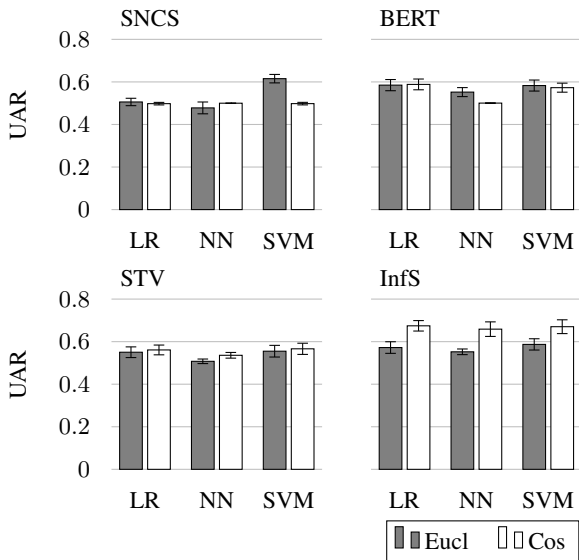 SNCS
BERT
UAR
0.8
0.6
0.4
0.2
0
LR NN SVM
LR NN SVM
STV
InfS
UAR
0.8
0.6
0.4
0.2
0
LR NN SVM
LR NN SVM
Eucl Cos